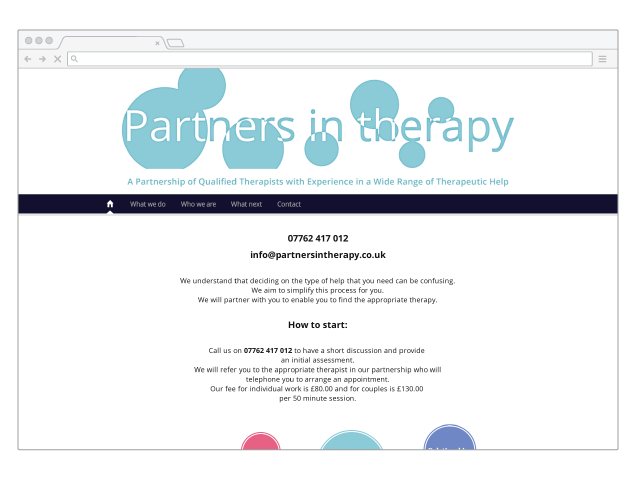 Partners in therapy
A Partnership of Qualified Therapists with Experience in a Wide Range of Therapeutic Help
What we do Who we are What next Contact
07762 417 012
info@partnersintherapy.co.uk
We understand that deciding on the type of help that you need can be confusing.
We aim to simplify this process for you.
We will partner with you to enable you to find the appropriate therapy.
How to start:
Call us on 07762 417 012 to have a short discussion and provide
an initial assessment.
We will refer you to the appropriate therapist in our partnership who will
telephone you to arrange an appointment.
Our fee for individual work is £80.00 and for couples is £130.00
per 50 minute session.